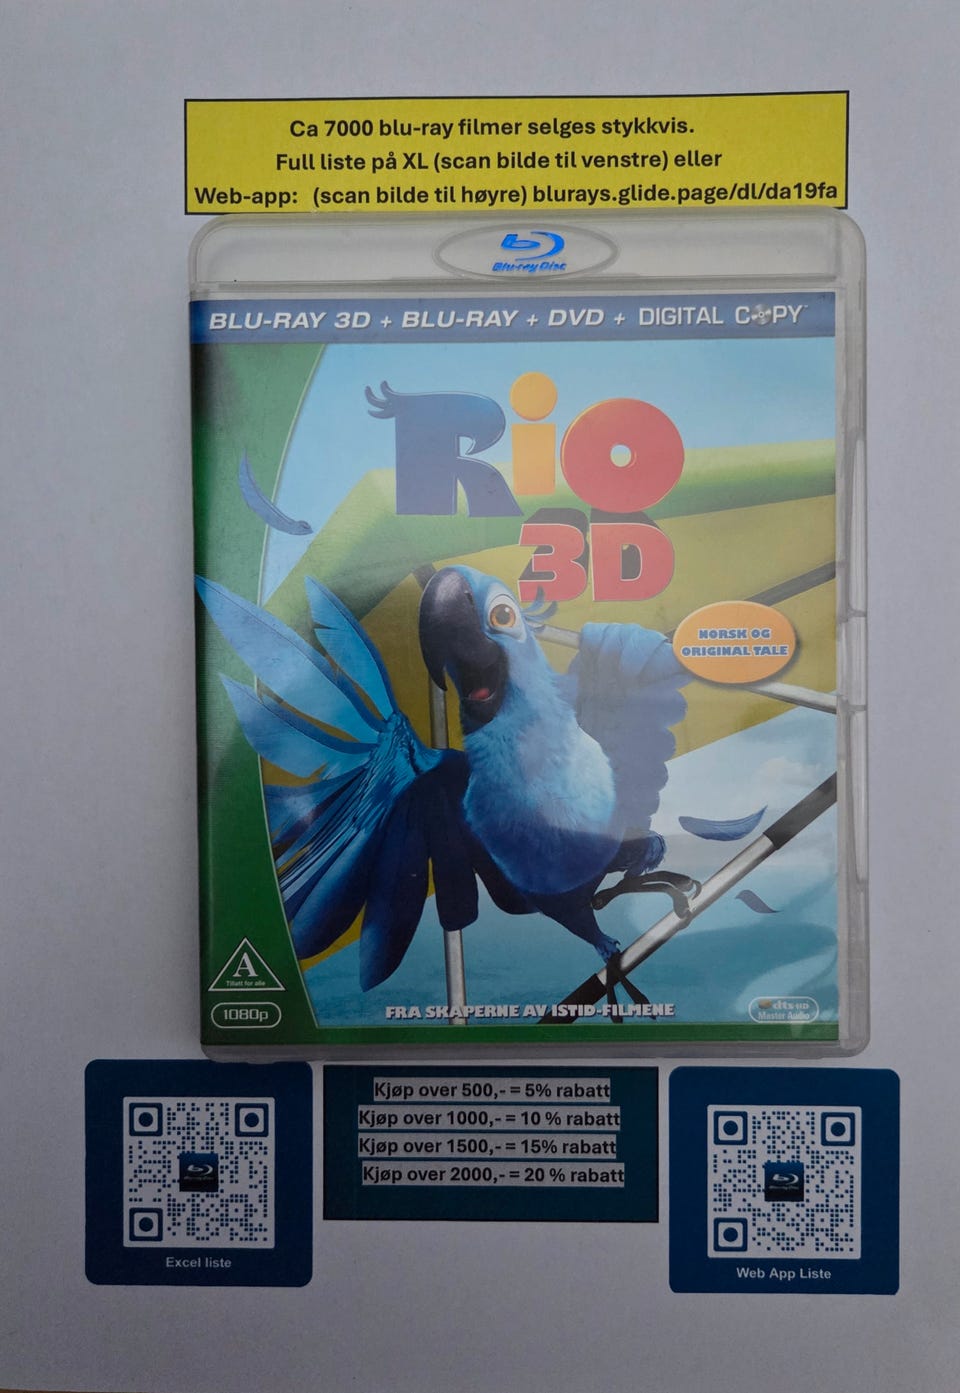 Ca 7000 blu-ray filmer selges stykkvis.
Full liste på XL (scan bilde til venstre) eller
Web-app: (scan bilde til høyre) blurays.glide.page/dl/da19fa
Blu-ray Disc
BLU-RAY 3D + BLU-RAY + DVD + DIGITAL COPY
RIO
3D
NORSK OG
ORIGINAL TALE
A
Tillatt for alle
1080p
FRA SKAPERNE AV ISTID-FILMENE
dts-HD
Master Audio
Kjøp over 500,- = 5% rabatt
Kjøp over 1000,- = 10 % rabatt
Kjøp over 1500,- = 15% rabatt
Kjøp over 2000,- = 20 % rabatt
Excel liste
Web App Liste